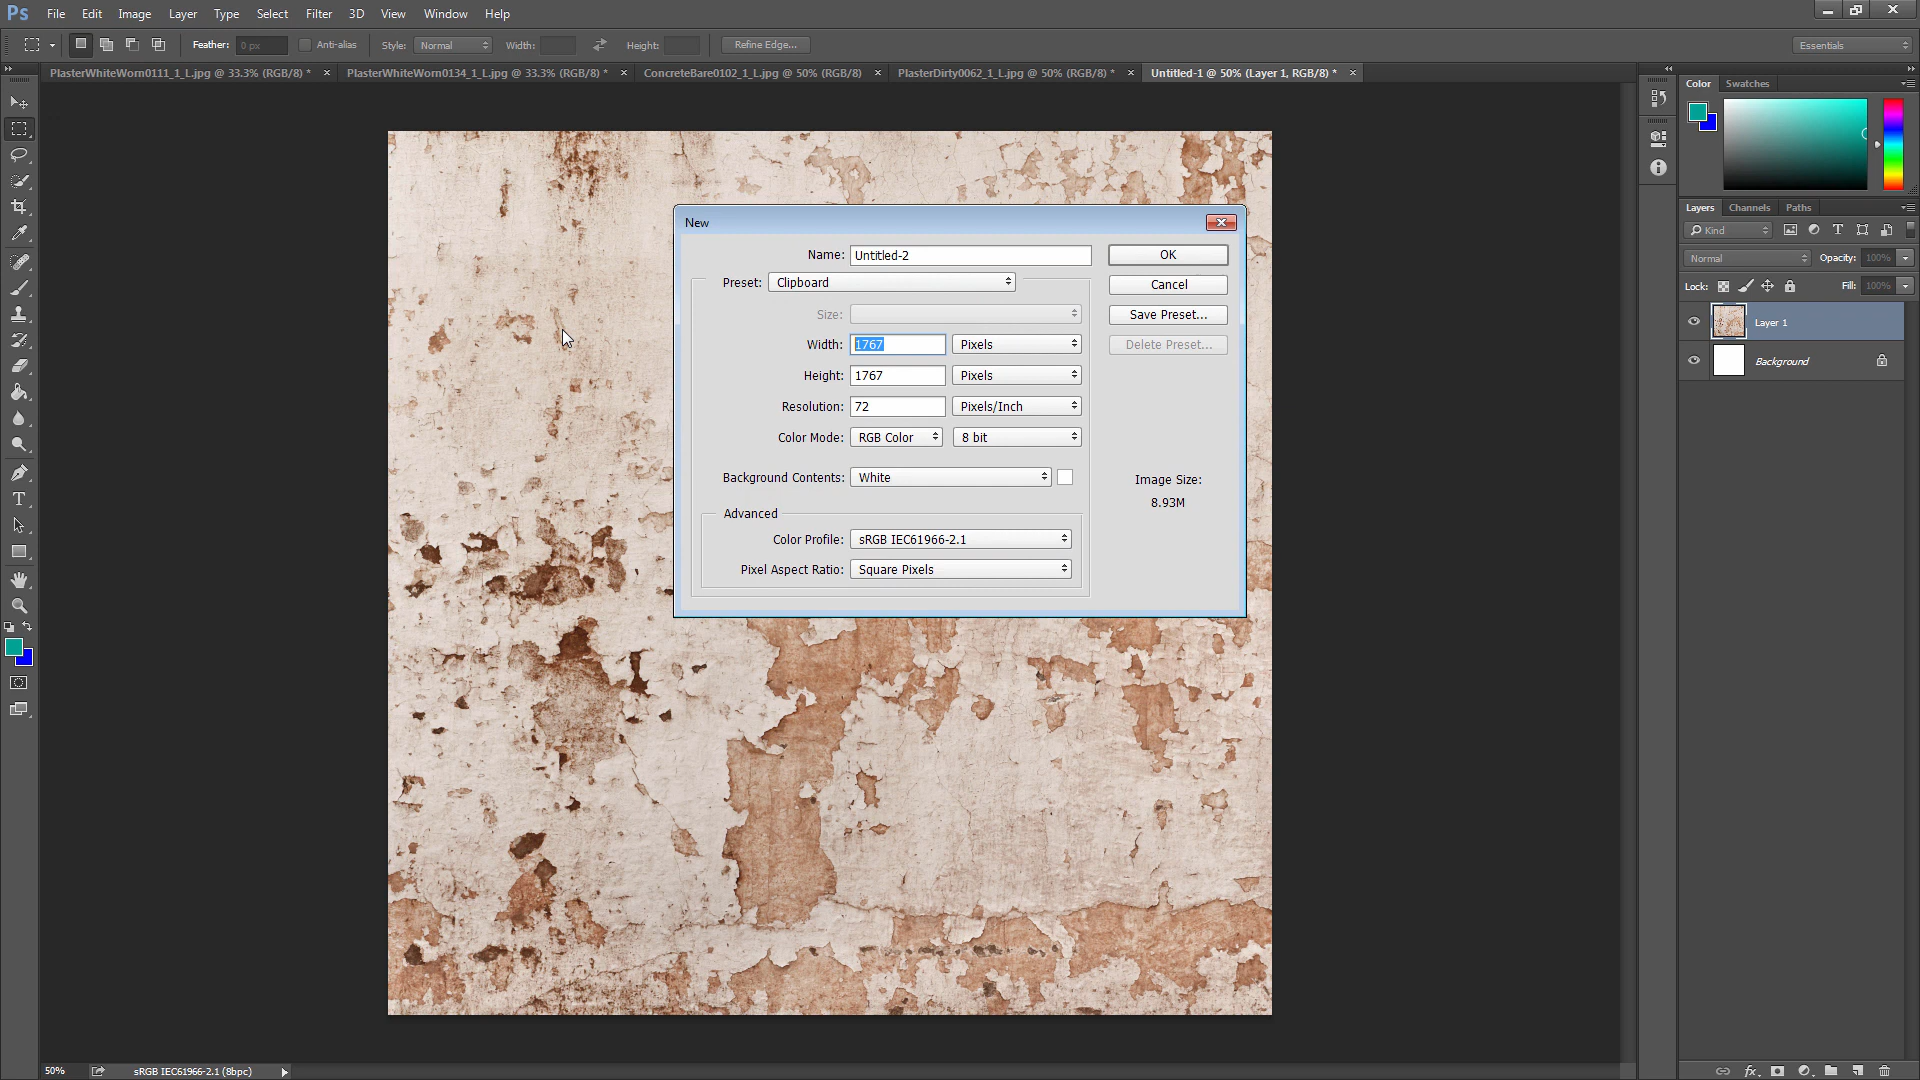 Ps File Edit Image Layer Type Select Filter 3D View Window Help
Feather: 0 px Anti-alias Style: Normal Width: Height: Refine Edge... Essentials
PlasterWhiteWorn0111_1_L.jpg @ 33.3% (RGB/8) * × PlasterWhiteWorn0134_1_L.jpg @ 33.3% (RGB/8) * × ConcreteBare0102_1_L.jpg @ 50% (RGB/8) × PlasterDirty0062_1_L.jpg @ 50% (RGB/8) * × Untitled-1 @ 50% (Layer 1, RGB/8) * ×
Color Swatches
Layers Channels Paths
Kind
Normal Opacity: 100%
Lock: Fill: 100%
Layer 1
Background
New
Name: Untitled-2 OK
Preset: Clipboard Cancel
Size: Save Preset...
Width: 1767 Pixels Delete Preset...
Height: 1767 Pixels
Resolution: 72 Pixels/Inch
Color Mode: RGB Color 8 bit
Background Contents: White
Image Size:
8.93M
Advanced
Color Profile: sRGB IEC61966-2.1
Pixel Aspect Ratio: Square Pixels
50% sRGB IEC61966-2.1 (8bpc)